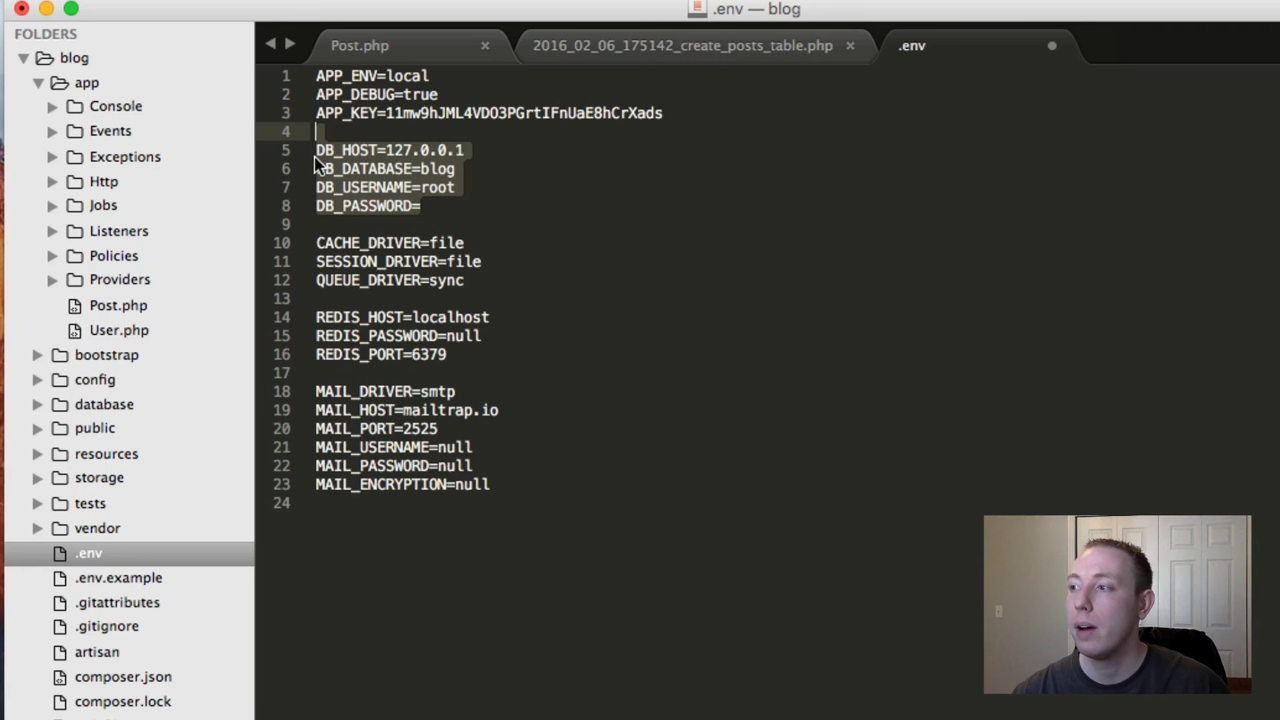 .env — blog
FOLDERS
blog
app
Console
Events
Exceptions
Http
Jobs
Listeners
Policies
Providers
Post.php
User.php
bootstrap
config
database
public
resources
storage
tests
vendor
.env
.env.example
.gitattributes
.gitignore
artisan
composer.json
composer.lock
Post.php
2016_02_06_175142_create_posts_table.php
.env
1 APP_ENV=local
2 APP_DEBUG=true
3 APP_KEY=11mw9hJML4VDO3PGrtIFnUaE8hCrXads
4
5 DB_HOST=127.0.0.1
6 DB_DATABASE=blog
7 DB_USERNAME=root
8 DB_PASSWORD=
9
10 CACHE_DRIVER=file
11 SESSION_DRIVER=file
12 QUEUE_DRIVER=sync
13
14 REDIS_HOST=localhost
15 REDIS_PASSWORD=null
16 REDIS_PORT=6379
17
18 MAIL_DRIVER=smtp
19 MAIL_HOST=mailtrap.io
20 MAIL_PORT=2525
21 MAIL_USERNAME=null
22 MAIL_PASSWORD=null
23 MAIL_ENCRYPTION=null
24